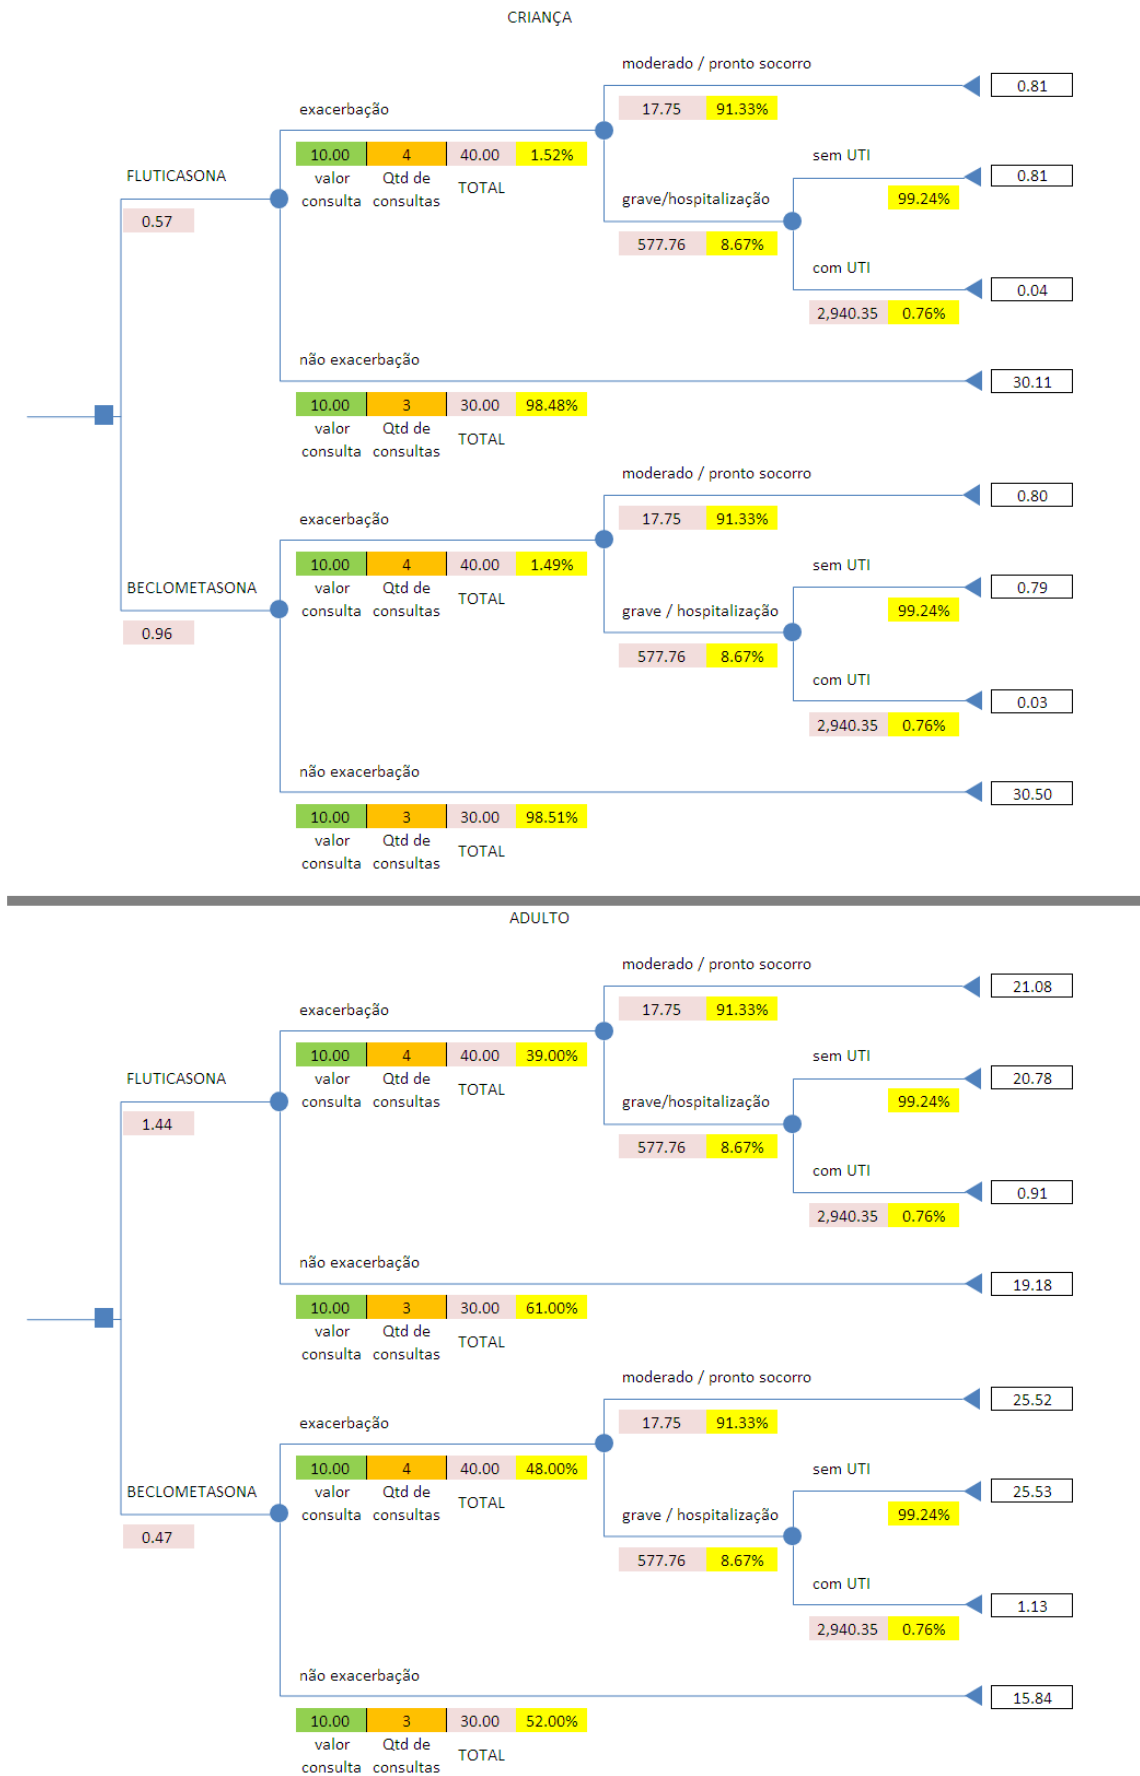 CRIANÇA
moderado / pronto socorro
0.81
17.75 91.33%
exacerbação
10.00 4 40.00 1.52%
valor consulta
Qtd de consultas
TOTAL
sem UTI
0.81
99.24%
FLUTICASONA
0.57
grave/hospitalização
577.76 8.67%
com UTI
0.04
2,940.35 0.76%
não exacerbação
30.11
10.00 3 30.00 98.48%
valor consulta
Qtd de consultas
TOTAL
moderado / pronto socorro
0.80
17.75 91.33%
exacerbação
10.00 4 40.00 1.49%
valor consulta
Qtd de consultas
TOTAL
sem UTI
0.79
99.24%
BECLOMETASONA
0.96
grave / hospitalização
577.76 8.67%
com UTI
0.03
2,940.35 0.76%
não exacerbação
30.50
10.00 3 30.00 98.51%
valor consulta
Qtd de consultas
TOTAL
ADULTO
moderado / pronto socorro
21.08
17.75 91.33%
exacerbação
10.00 4 40.00 39.00%
valor consulta
Qtd de consultas
TOTAL
sem UTI
20.78
99.24%
FLUTICASONA
1.44
grave/hospitalização
577.76 8.67%
com UTI
0.91
2,940.35 0.76%
não exacerbação
19.18
10.00 3 30.00 61.00%
valor consulta
Qtd de consultas
TOTAL
moderado / pronto socorro
25.52
17.75 91.33%
exacerbação
10.00 4 40.00 48.00%
valor consulta
Qtd de consultas
TOTAL
sem UTI
25.53
99.24%
BECLOMETASONA
0.47
grave / hospitalização
577.76 8.67%
com UTI
1.13
2,940.35 0.76%
não exacerbação
15.84
10.00 3 30.00 52.00%
valor consulta
Qtd de consultas
TOTAL